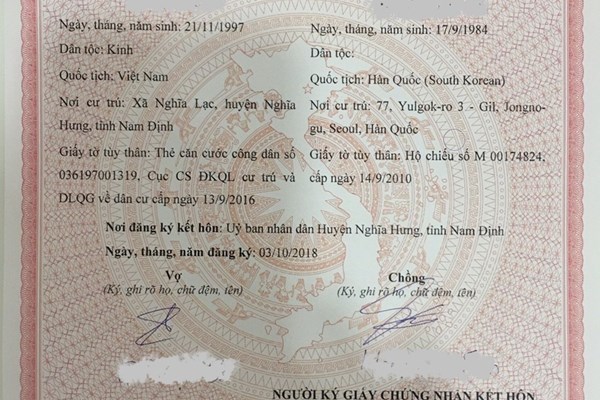 Ngày, tháng, năm sinh: 21/11/1997
Dân tộc: Kinh
Quốc tịch: Việt Nam
Nơi cư trú: Xã Nghĩa Lạc, huyện Nghĩa
Hưng, tỉnh Nam Định
Giấy tờ tùy thân: Thẻ căn cước công dân số
036197001319, Cục CS ĐKQL cư trú và
DLQG về dân cư cấp ngày 13/9/2016
Ngày, tháng, năm sinh: 17/9/1984
Dân tộc:
Quốc tịch: Hàn Quốc (South Korean)
Nơi cư trú: 77, Yulgok-ro 3 - Gil, Jongno-
gu, Seoul, Hàn Quốc
Giấy tờ tùy thân: Hộ chiếu số M 00174824,
cấp ngày 14/9/2010
Nơi đăng ký kết hôn: Uỷ ban nhân dân Huyện Nghĩa Hưng, tỉnh Nam Định
Ngày, tháng, năm đăng ký: 03/10/2018
Vợ
(Ký, ghi rõ họ, chữ đệm, tên)
Chồng
(Ký, ghi rõ họ, chữ đệm, tên)
NGƯỜI KÝ GIẤY CHỨNG NHẬN KẾT HÔN